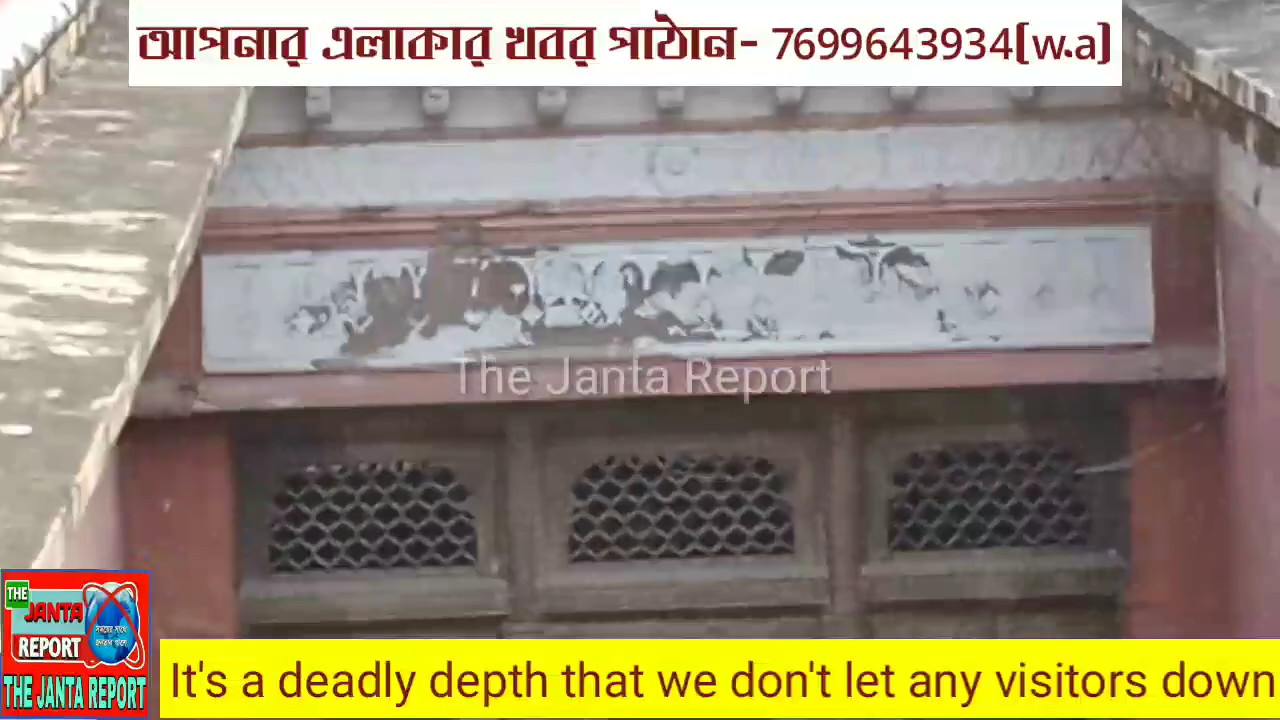 আপনার এলাকার খবর পাঠান- 7699643934(w.a)
The Janta Report
THE
JANTA
REPORT
সময়ের সাথে
THE JANTA REPORT
It's a deadly depth that we don't let any visitors down